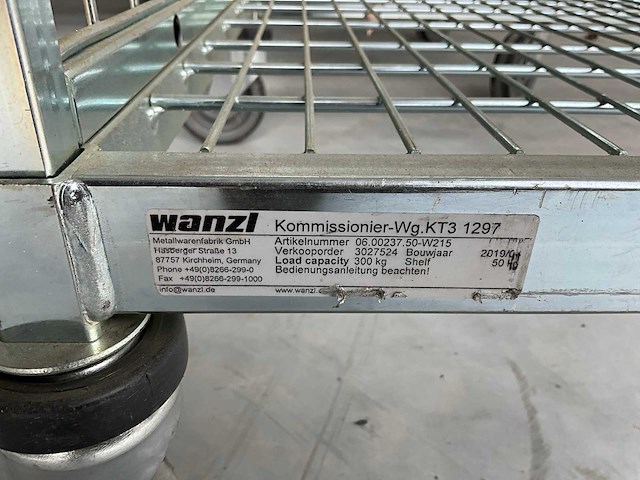 wanzl Kommissionier-Wg.KT3 1297
Metallwarenfabrik GmbH Artikelnummer 06.00237.50-W215
Straße 13 Verkooporder 3027524 Bouwjaar
87757 Kirchheim, Germany Load capacity 300 kg Shelf 50
Phone +49(0)8266-299-0 Bedienungsanleitung beachten!
Fax +49(0)8266-299-1000
info@wanzl.de www.wanzl.